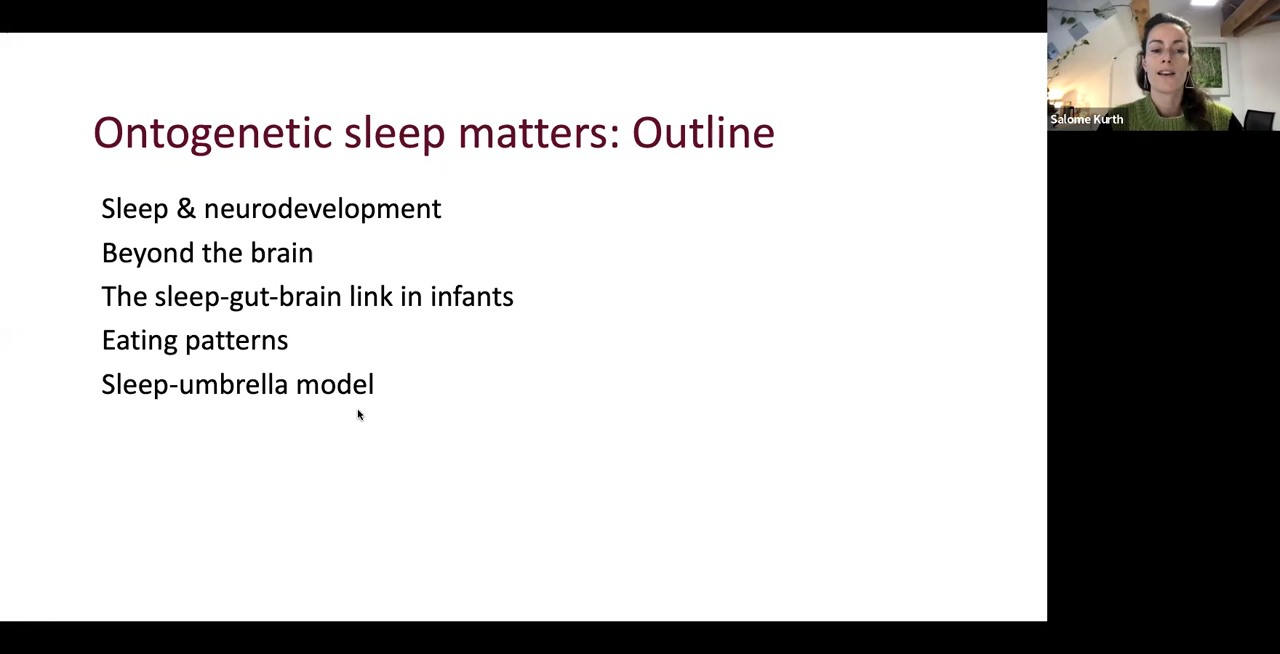 Ontogenetic sleep matters: Outline
Sleep & neurodevelopment
Beyond the brain
The sleep-gut-brain link in infants
Eating patterns
Sleep-umbrella model
Salome Kurth